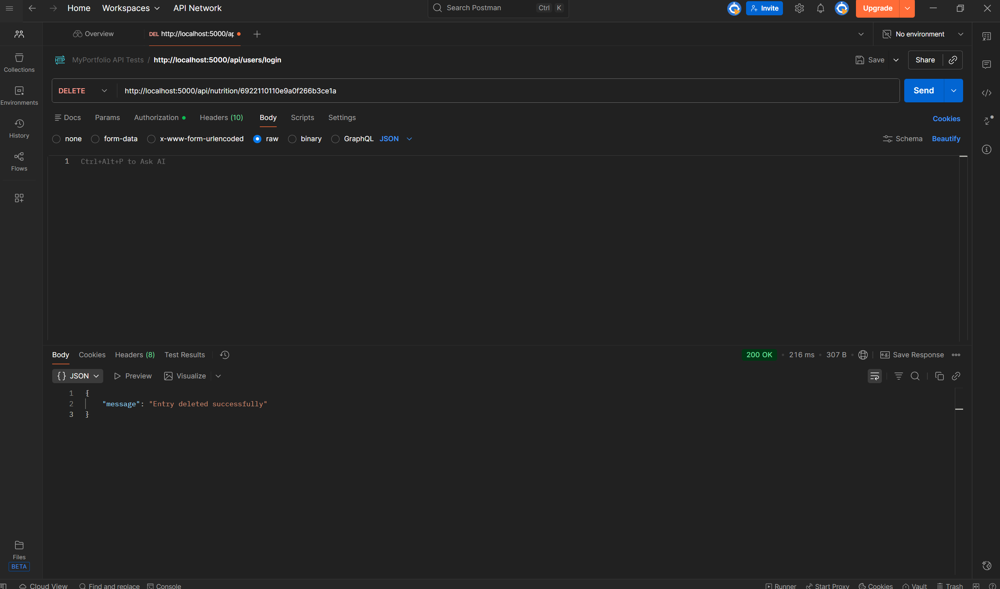 Home Workspaces API Network Search Postman Ctrl K Invite Upgrade
Overview DEL http://localhost:5000/ap No environment
HTTP MyPortfolio API Tests / http://localhost:5000/api/users/login Save Share
Collections
DELETE http://localhost:5000/api/nutrition/6922110110e9a0f266b3ce1a Send
Environments
Docs Params Authorization Headers (10) Body Scripts Settings Cookies
History
none form-data x-www-form-urlencoded raw binary GraphQL JSON Schema Beautify
1 Ctrl+Alt+P to Ask AI
Flows
Body Cookies Headers (8) Test Results 200 OK 216 ms 307 B e.g. Save Response
{} JSON Preview Visualize
1 {
2 "message": "Entry deleted successfully"
3 }
Files
BETA
Cloud View Find and replace Console Runner Start Proxy Cookies Vault Trash